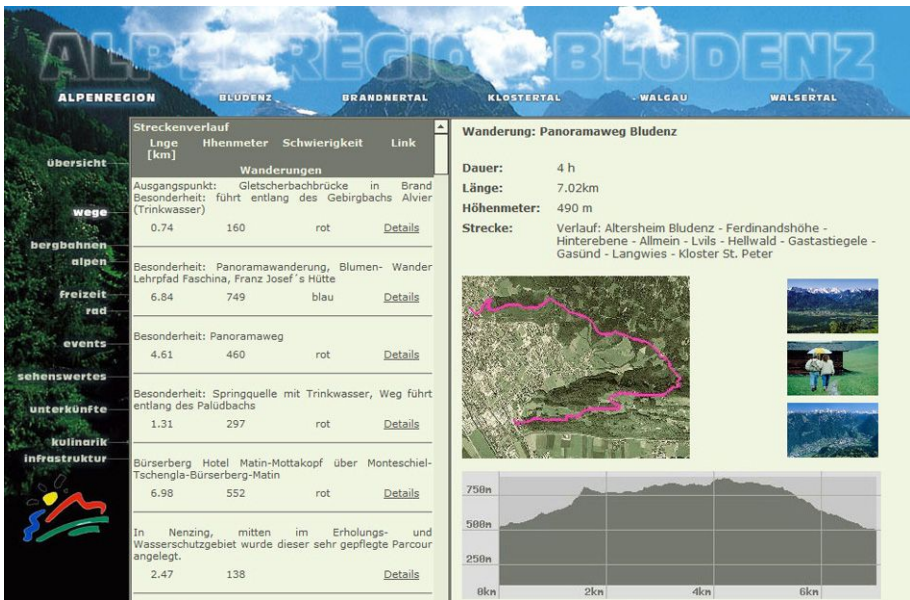 ALPENREGION BLUDENZ
ALPENREGION BLUDENZ BRANDNERTAL KLOSTERTAL WALGAU WALSERTAL
übersicht
wege
bergbahnen
alpen
freizeit
rad
events
sehenswertes
unterkünfte
kulinarik
infrastruktur
Streckenverlauf
Lnge Hhenmeter Schwierigkeit Link
[km]
Wanderungen
Ausgangspunkt: Gletscherbachbrücke in Brand
Besonderheit: führt entlang des Gebirgbachs Alvier
(Trinkwasser)
0.74 160 rot Details
Besonderheit: Panoramawanderung, Blumen- Wander
Lehrpfad Faschina, Franz Josef´s Hütte
6.84 749 blau Details
Besonderheit: Panoramaweg
4.61 460 rot Details
Besonderheit: Springquelle mit Trinkwasser, Weg führt
entlang des Palüdbachs
1.31 297 rot Details
Bürserberg Hotel Matin-Mottakopf über Monteschiel-
Tschengla-Bürserberg-Matin
6.98 552 rot Details
In Nenzing, mitten im Erholungs- und
Wasserschutzgebiet wurde dieser sehr gepflegte Parcour
angelegt.
2.47 138 Details
Wanderung: Panoramaweg Bludenz
Dauer: 4 h
Länge: 7.02km
Höhenmeter: 490 m
Strecke: Verlauf: Altersheim Bludenz - Ferdinandshöhe -
Hinterebene - Allmein - Lvils - Hellwald - Gastastiegele -
Gasünd - Langwies - Kloster St. Peter
750m
500m
250m
0km 2km 4km 6km